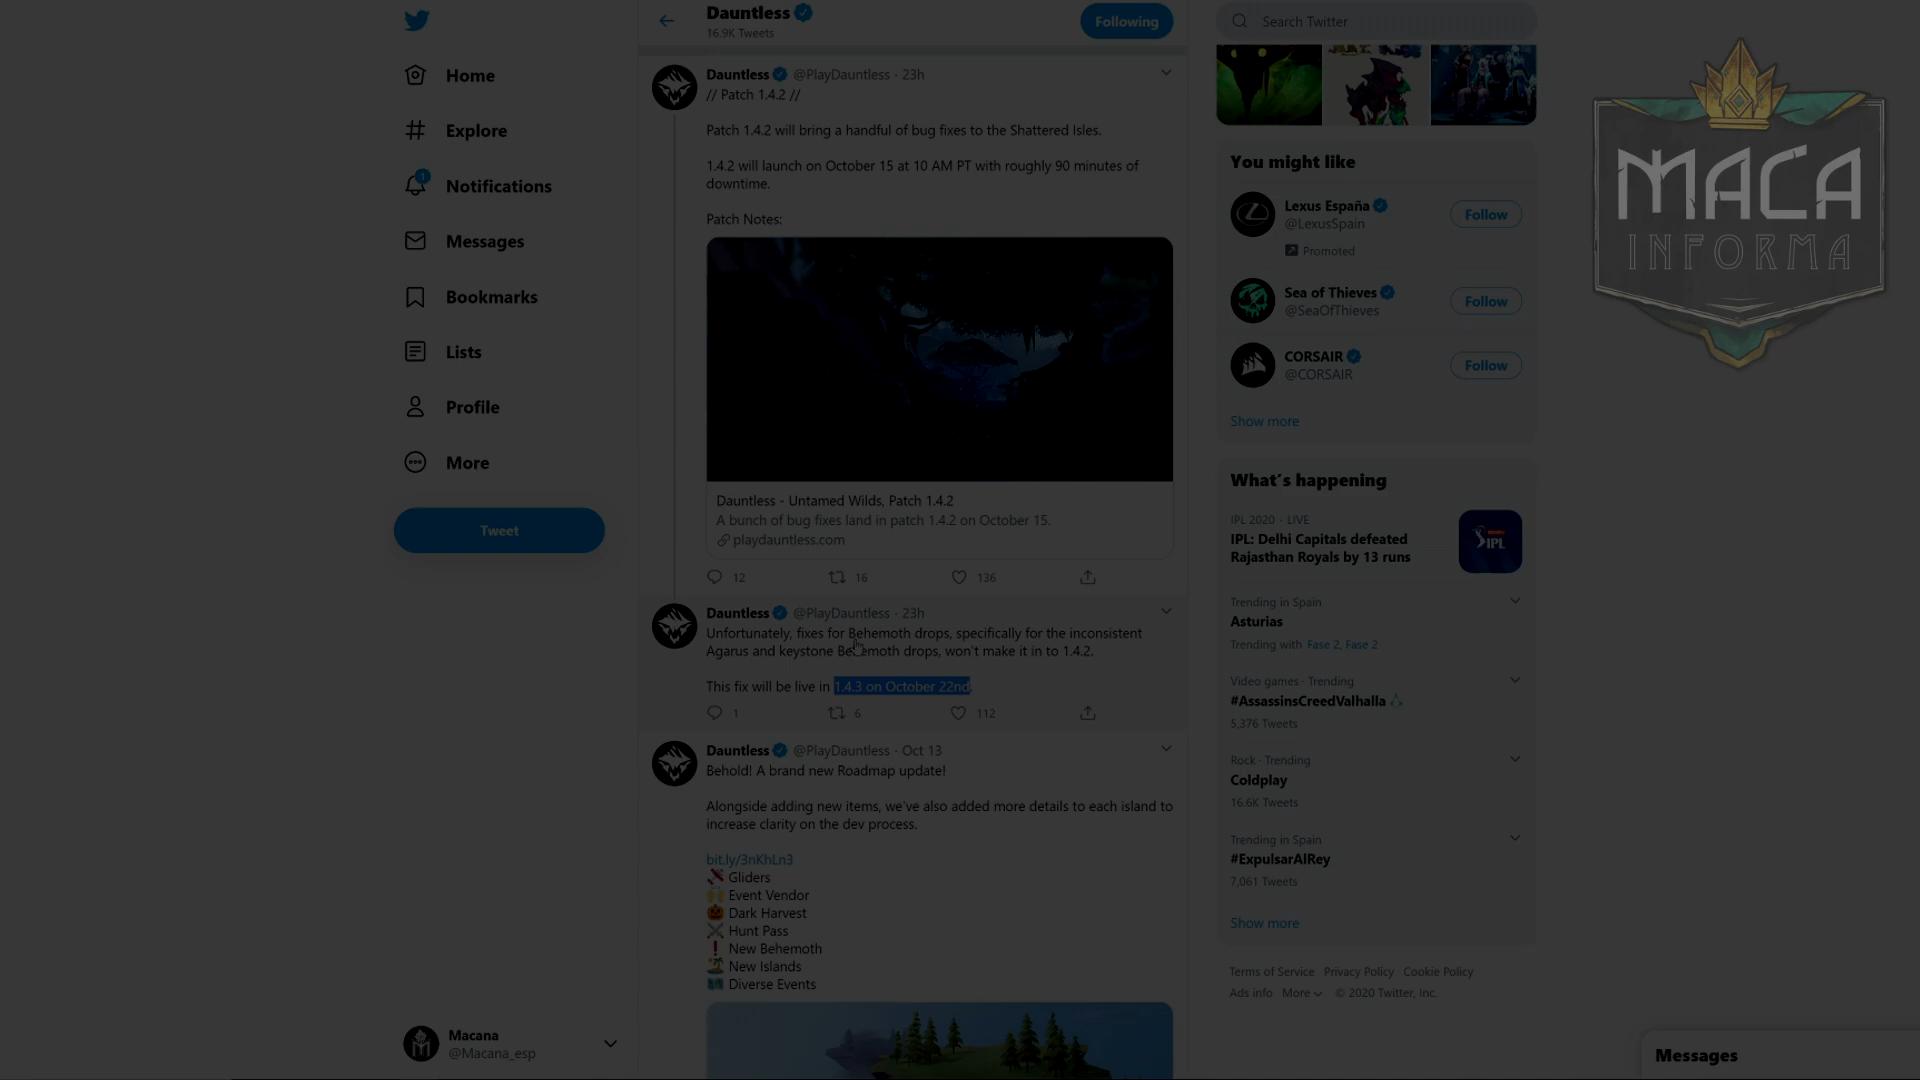 Home
Explore
1
Notifications
Messages
Bookmarks
Lists
Profile
More
Tweet
Macana
@Macana_esp
Dauntless
16.9K Tweets
Following
Dauntless @PlayDauntless · 23h
// Patch 1.4.2 //
Patch 1.4.2 will bring a handful of bug fixes to the Shattered Isles.
1.4.2 will launch on October 15 at 10 AM PT with roughly 90 minutes of
downtime.
Patch Notes:
Dauntless - Untamed Wilds, Patch 1.4.2
A bunch of bug fixes land in patch 1.4.2 on October 15.
playdauntless.com
12 16 136
Dauntless @PlayDauntless · 23h
Unfortunately, fixes for Behemoth drops, specifically for the inconsistent
Agarus and keystone Behemoth drops, won't make it in to 1.4.2.
This fix will be live in 1.4.3 on October 22nd.
1 6 112
Dauntless @PlayDauntless · Oct 13
Behold! A brand new Roadmap update!
Alongside adding new items, we've also added more details to each island to
increase clarity on the dev process.
bit.ly/3nKhLn3
Gliders
Event Vendor
Dark Harvest
Hunt Pass
New Behemoth
New Islands
Diverse Events
Search Twitter
You might like
Lexus España
@LexusSpain
Follow
Promoted
Sea of Thieves
@SeaOfThieves
Follow
CORSAIR
@CORSAIR
Follow
Show more
What's happening
IPL 2020 · LIVE
IPL: Delhi Capitals defeated
Rajasthan Royals by 13 runs
IPL
Trending in Spain
Asturias
Trending with Fase 2, Fase 2
Video games · Trending
#AssassinsCreedValhalla
5,376 Tweets
Rock · Trending
Coldplay
16.6K Tweets
Trending in Spain
#ExpulsarAlRey
7,061 Tweets
Show more
Terms of Service Privacy Policy Cookie Policy
Ads info More © 2020 Twitter, Inc.
MACA
INFORMA
Messages